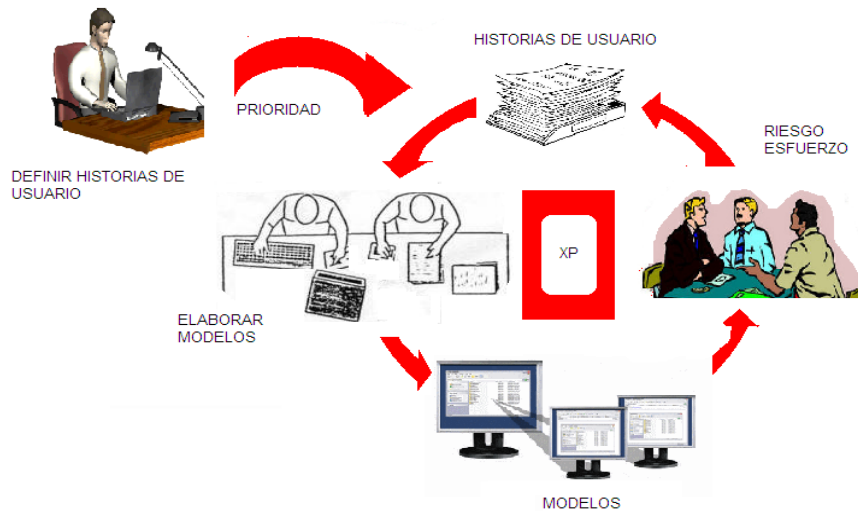 HISTORIAS DE USUARIO
PRIORIDAD
RIESGO
ESFUERZO
DEFINIR HISTORIAS DE
USUARIO
XP
ELABORAR
MODELOS
MODELOS